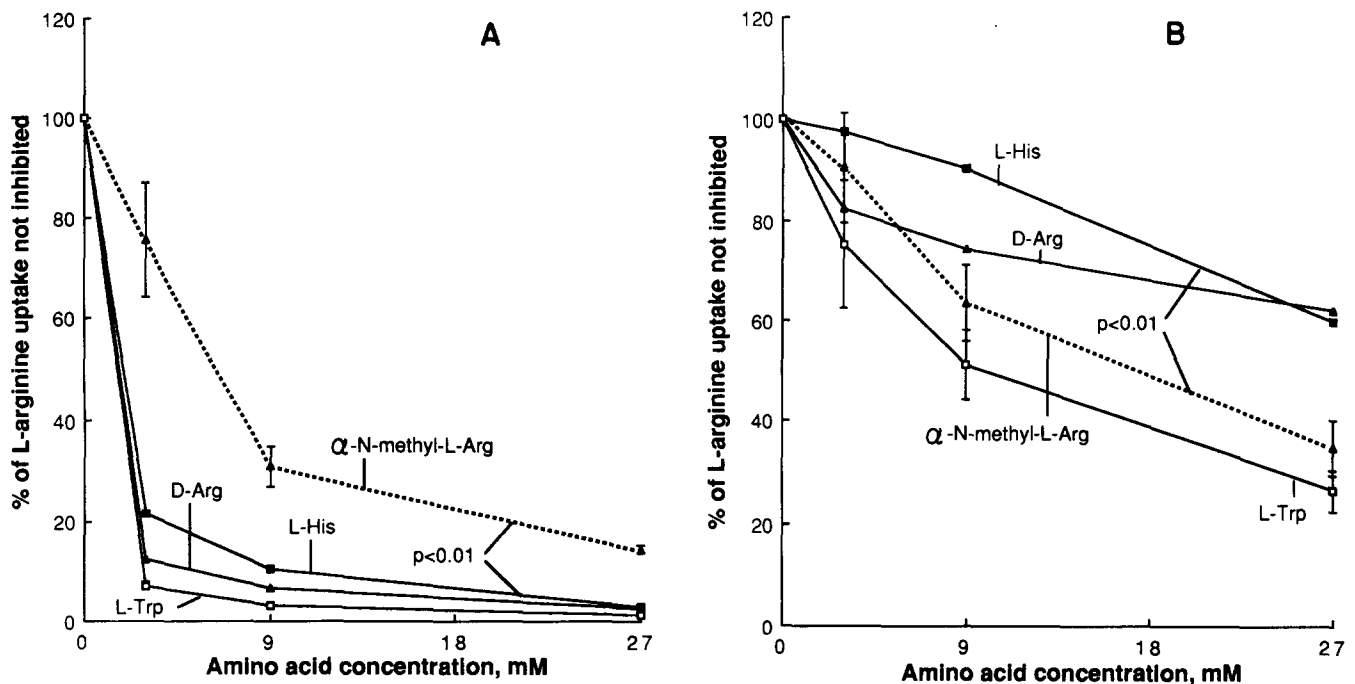 A
% of L-arginine uptake not inhibited
120
100
80
60
40
20
0
0 9 18 27
Amino acid concentration, mM
α-N-methyl-L-Arg
D-Arg
L-His
p<0.01
L-Trp
B
% of L-arginine uptake not inhibited
120
100
80
60
40
20
0
0 9 18 27
Amino acid concentration, mM
L-His
D-Arg
p<0.01
α-N-methyl-L-Arg
L-Trp